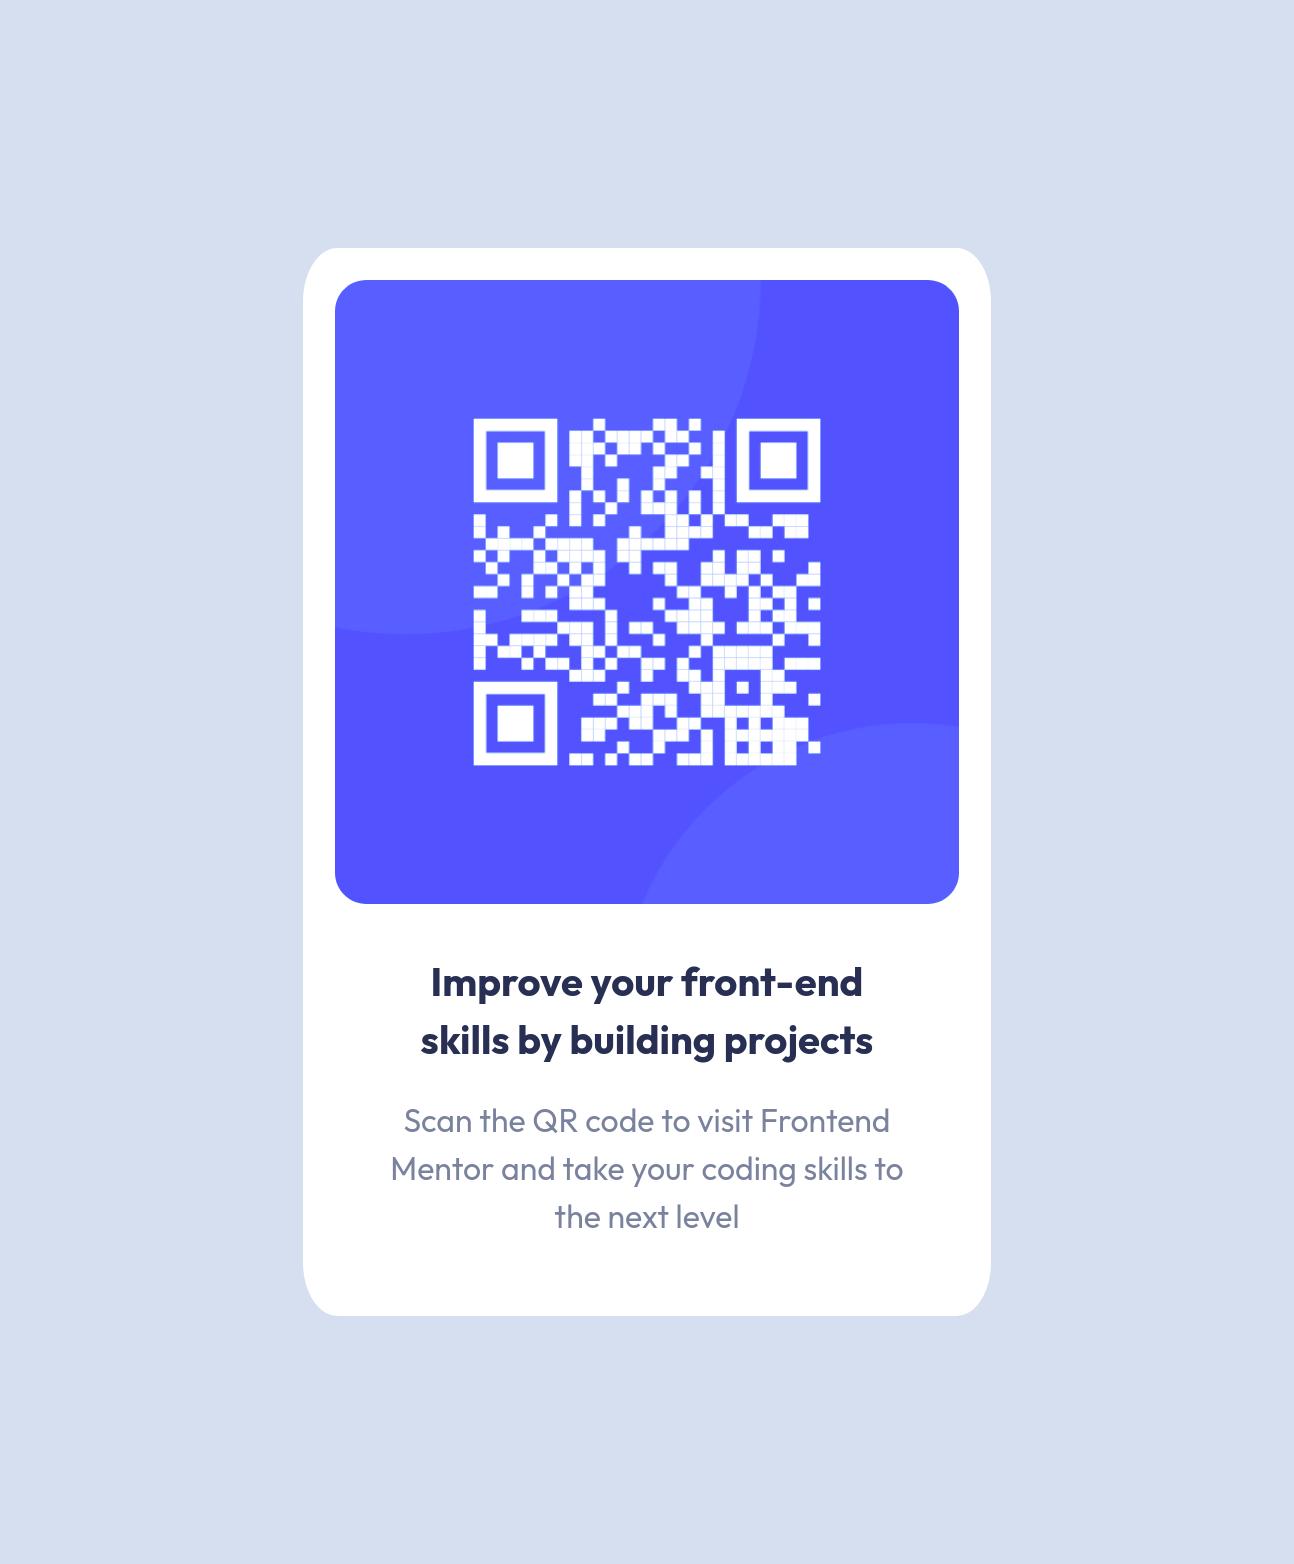 Improve your front-end
skills by building projects
Scan the QR code to visit Frontend
Mentor and take your coding skills to
the next level